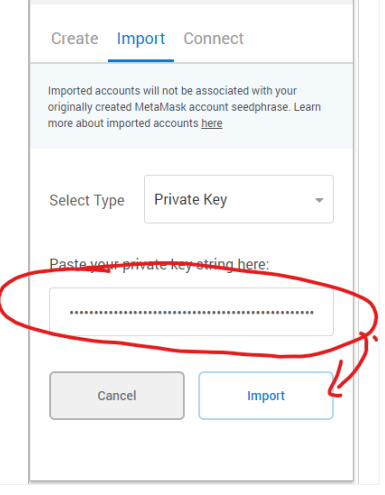 Create Import Connect
Imported accounts will not be associated with your
originally created MetaMask account seedphrase. Learn
more about imported accounts here
Select Type Private Key
Paste your private key string here:
Cancel Import